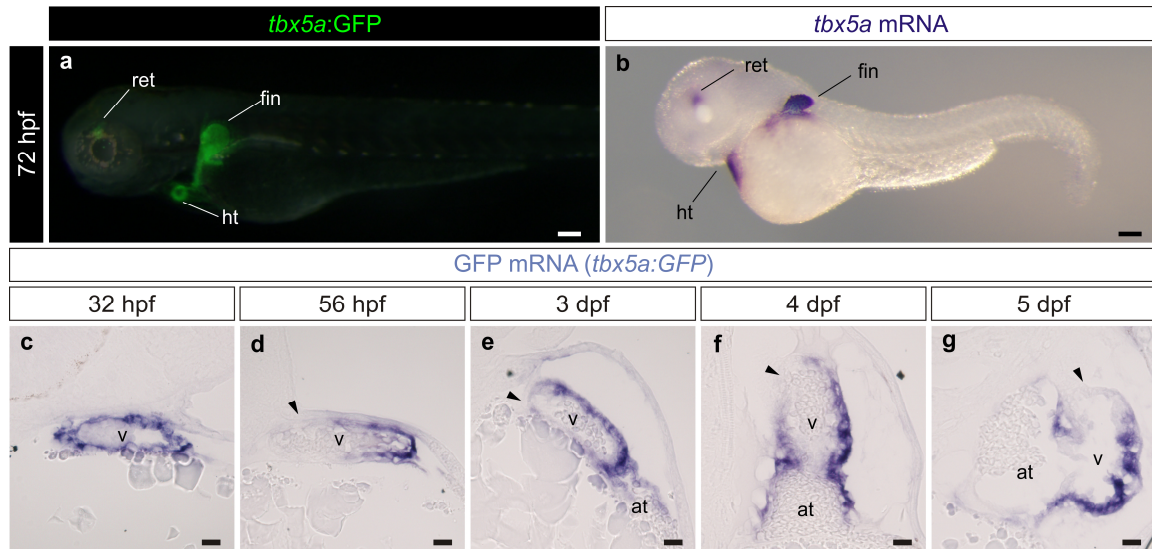 tbx5a:GFP
tbx5a mRNA
72 hpf
a
ret
fin
ht
b
ret
fin
ht
GFP mRNA (tbx5a:GFP)
32 hpf
56 hpf
3 dpf
4 dpf
5 dpf
c
v
d
v
e
v
at
f
v
at
g
at
v